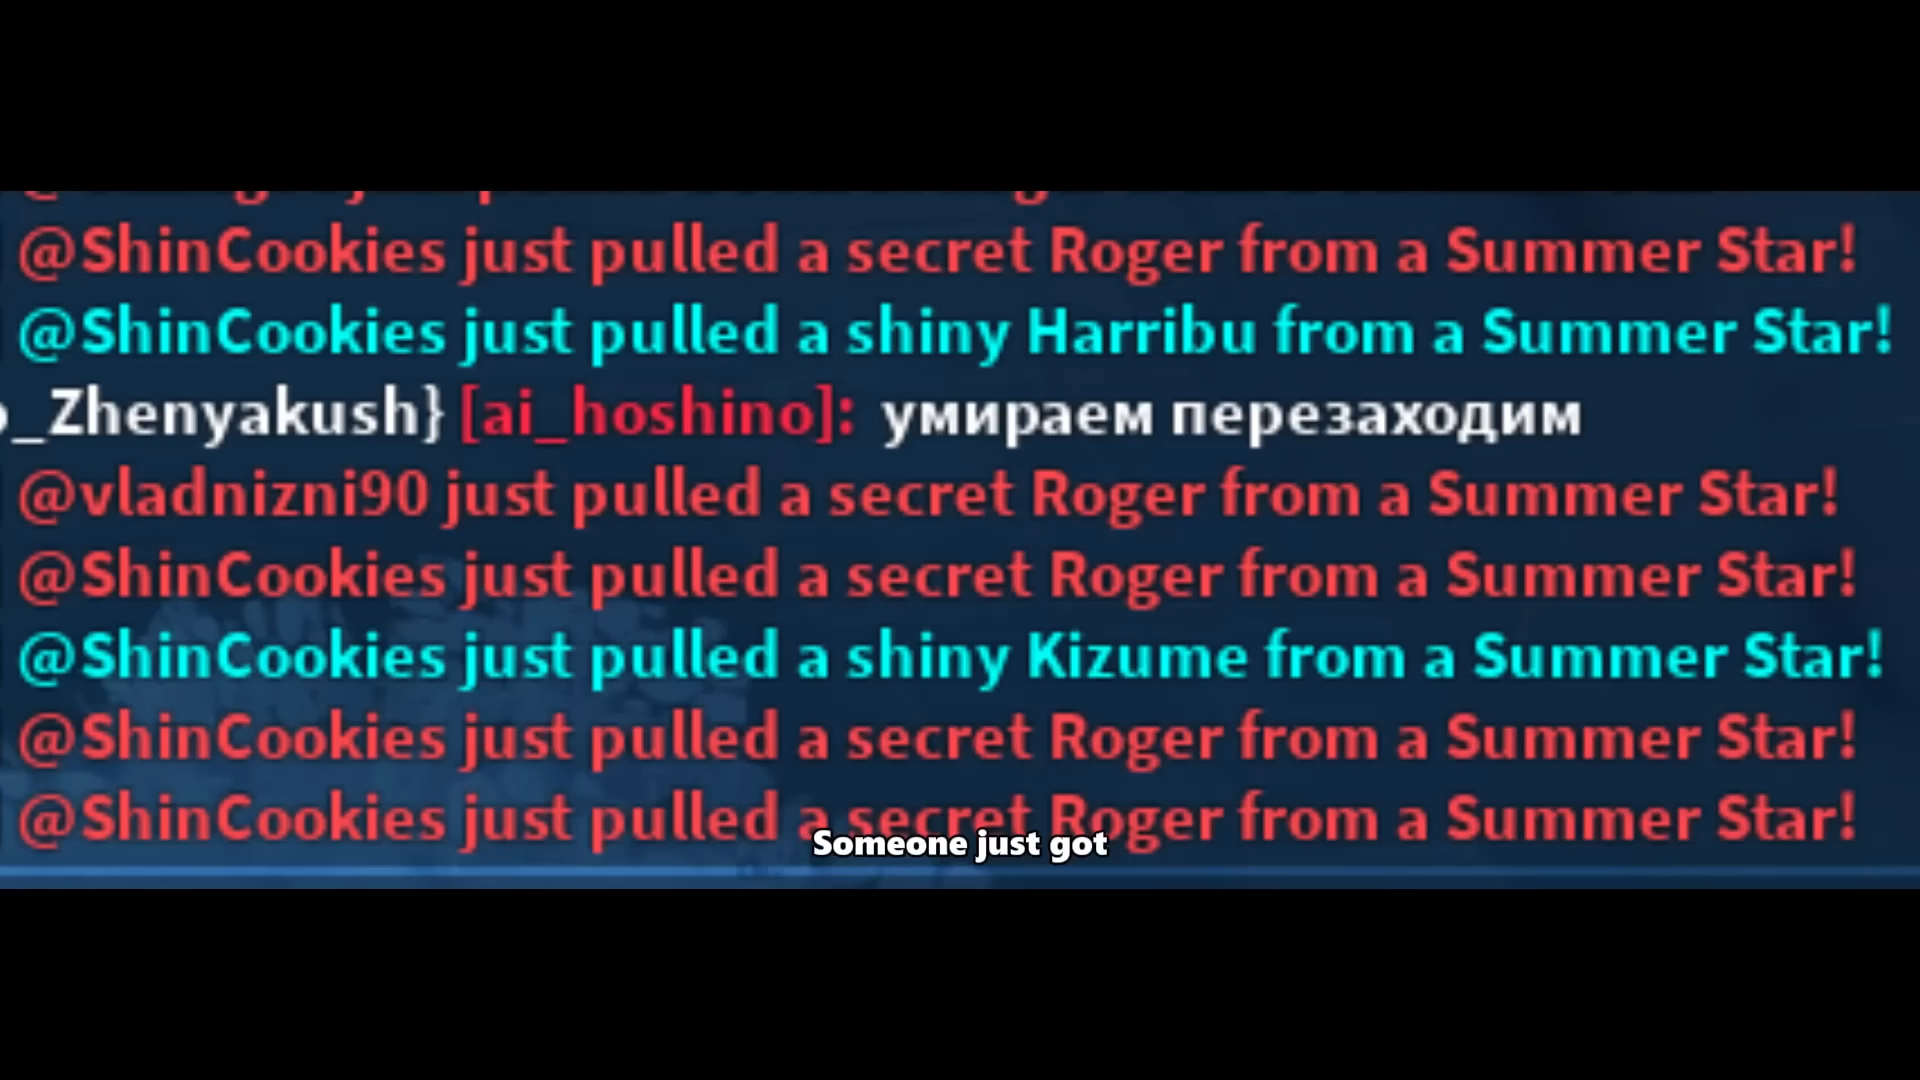 @ShinCookies just pulled a secret Roger from a Summer Star!
@ShinCookies just pulled a shiny Harribu from a Summer Star!
_Zhenyakush} [ai_hoshino]: умираем перезаходим
@vladnizni90 just pulled a secret Roger from a Summer Star!
@ShinCookies just pulled a secret Roger from a Summer Star!
@ShinCookies just pulled a shiny Kizume from a Summer Star!
@ShinCookies just pulled a secret Roger from a Summer Star!
@ShinCookies just pulled a secret Roger from a Summer Star!
Someone just got